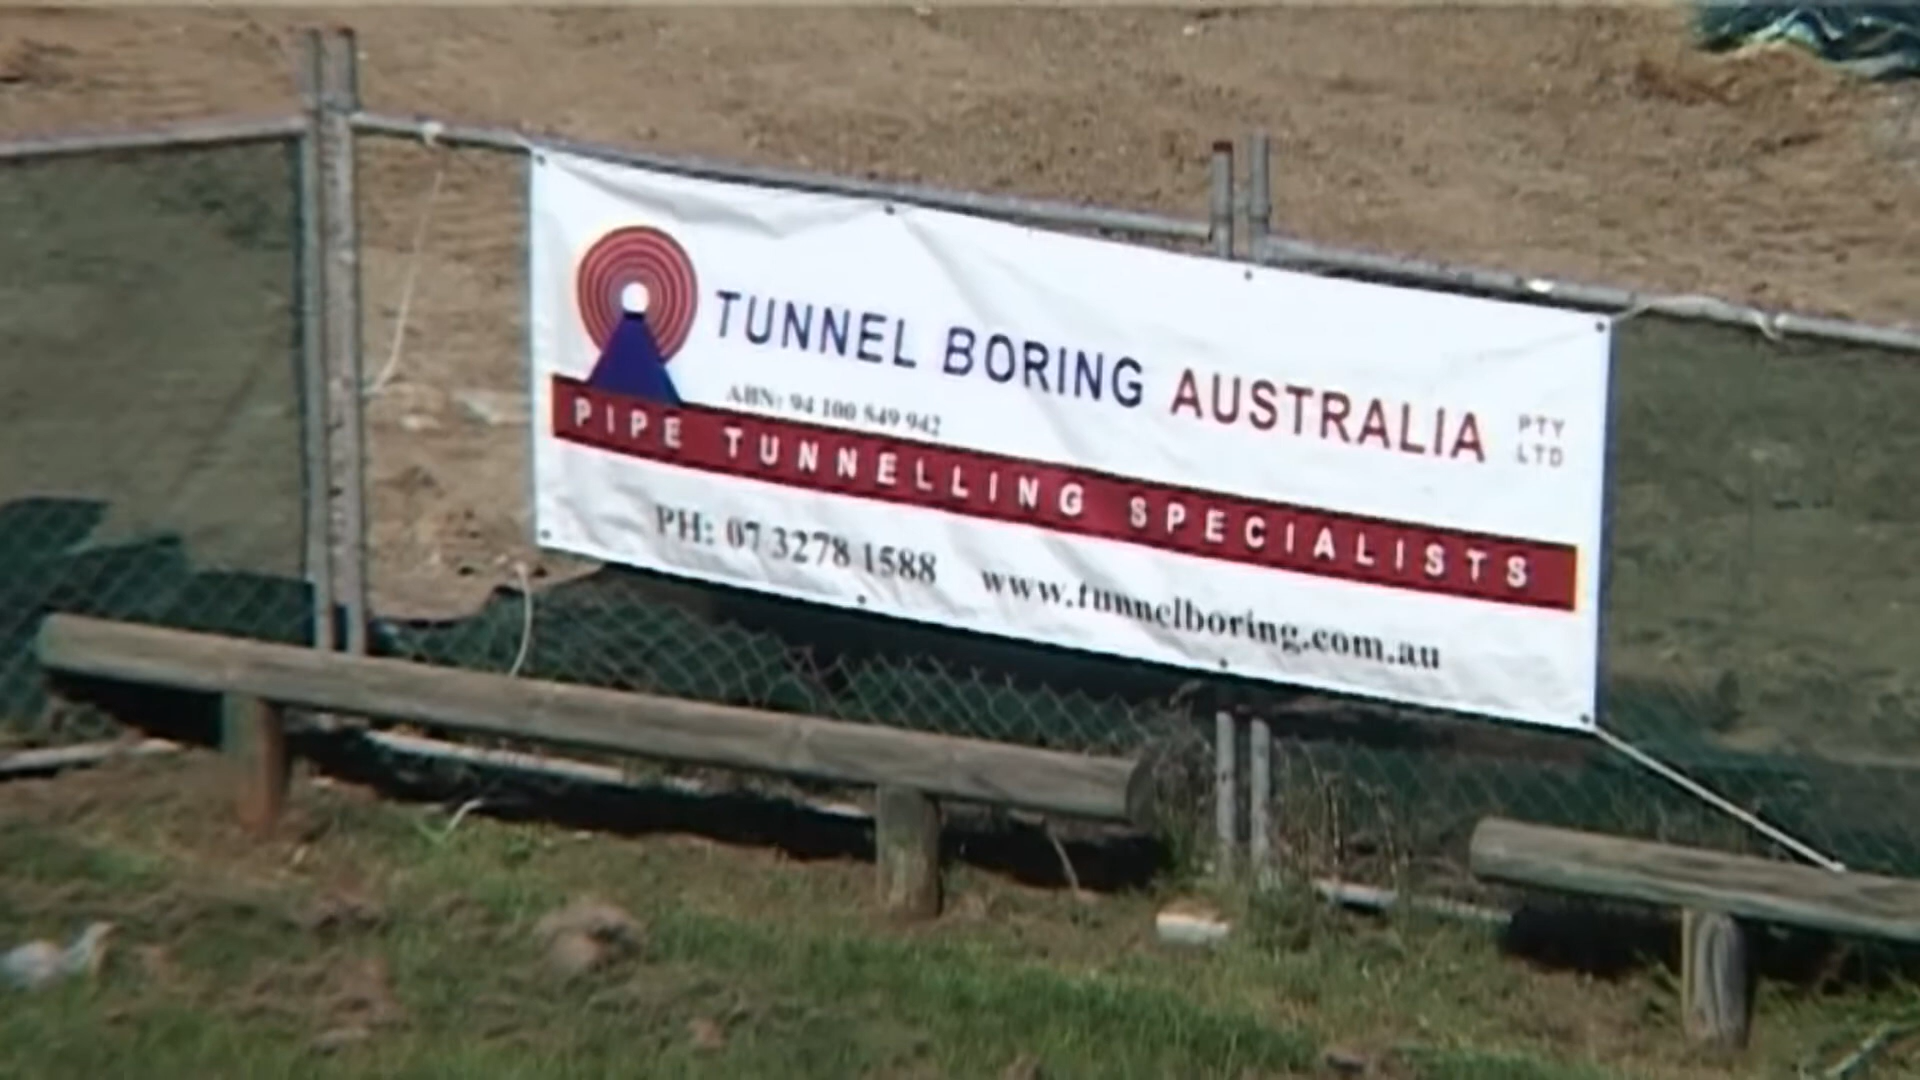 TUNNEL BORING AUSTRALIA PTY LTD
ABN: 94 100 849 942
PIPE TUNNELLING SPECIALISTS
PH: 07 3278 1588 www.tunnelboring.com.au